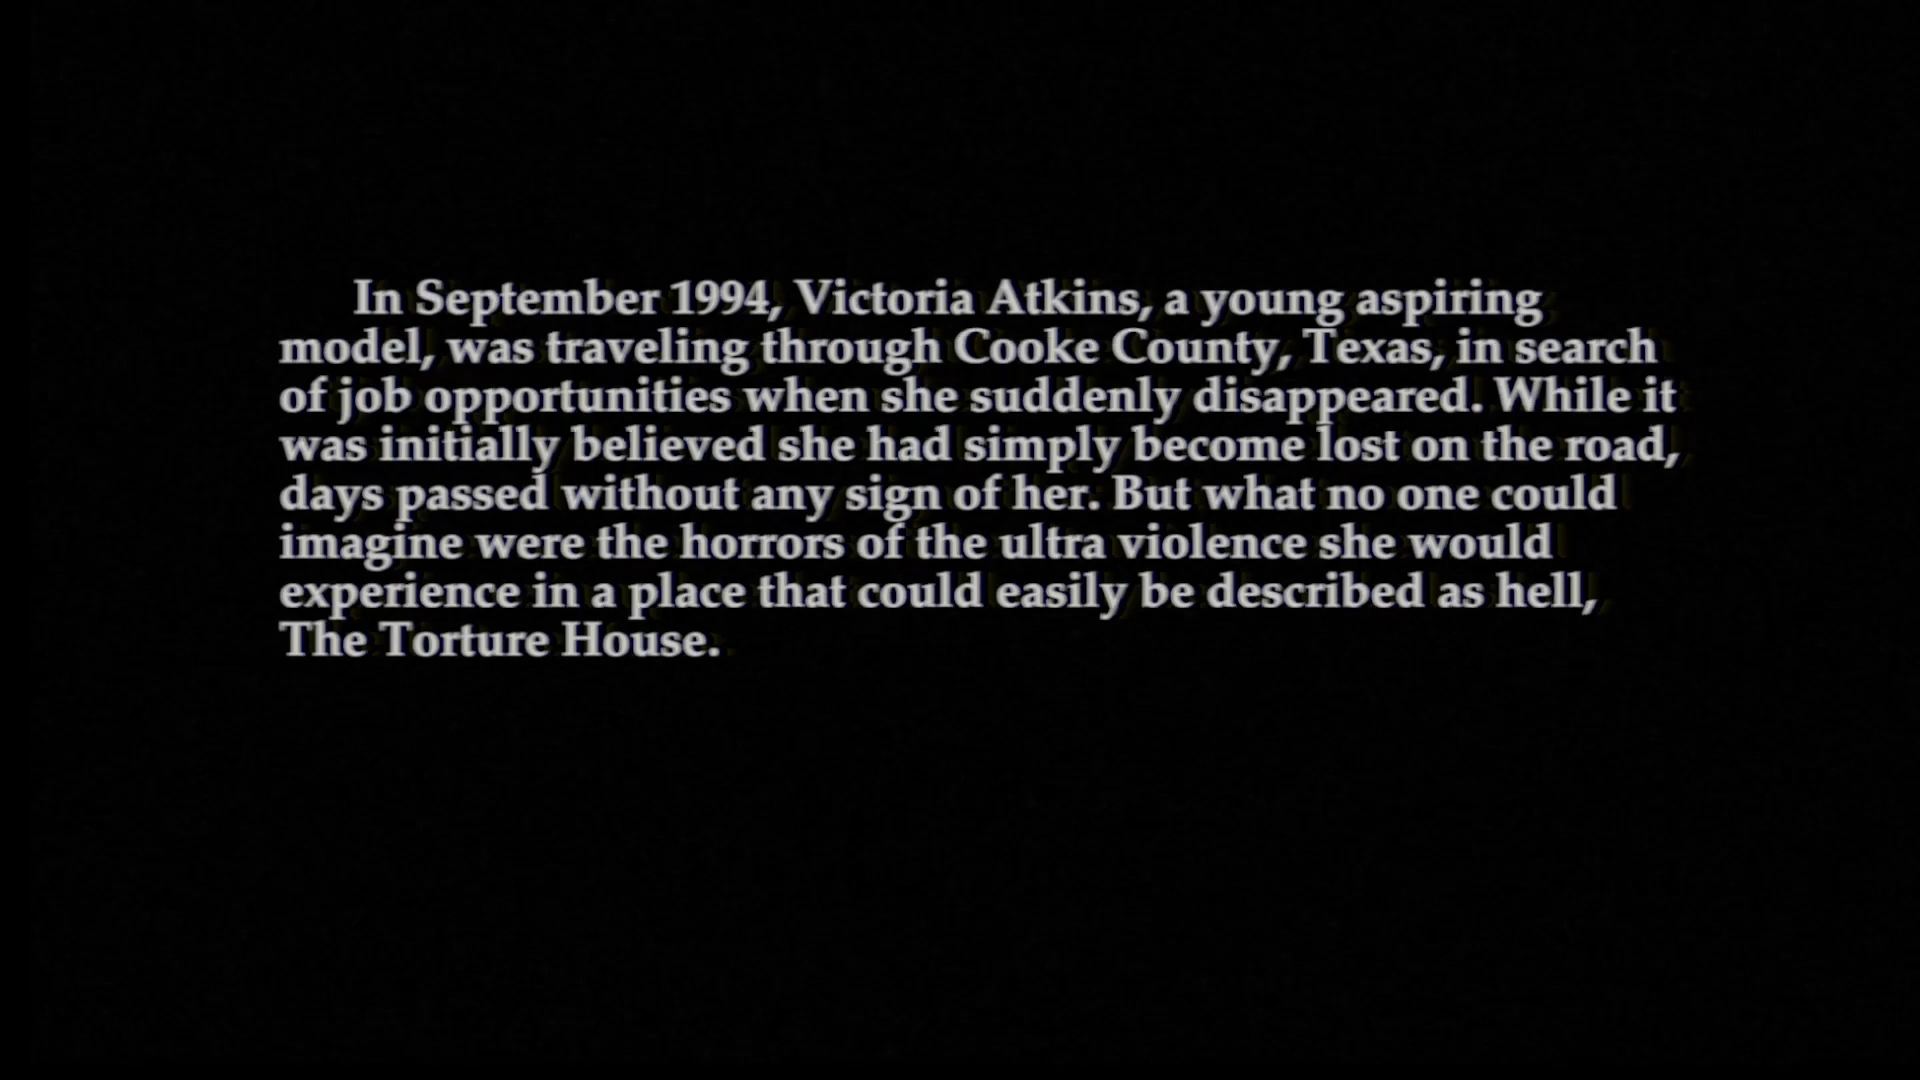 In September 1994, Victoria Atkins, a young aspiring
model, was traveling through Cooke County, Texas, in search
of job opportunities when she suddenly disappeared. While it
was initially believed she had simply become lost on the road,
days passed without any sign of her. But what no one could
imagine were the horrors of the ultra violence she would
experience in a place that could easily be described as hell,
The Torture House.